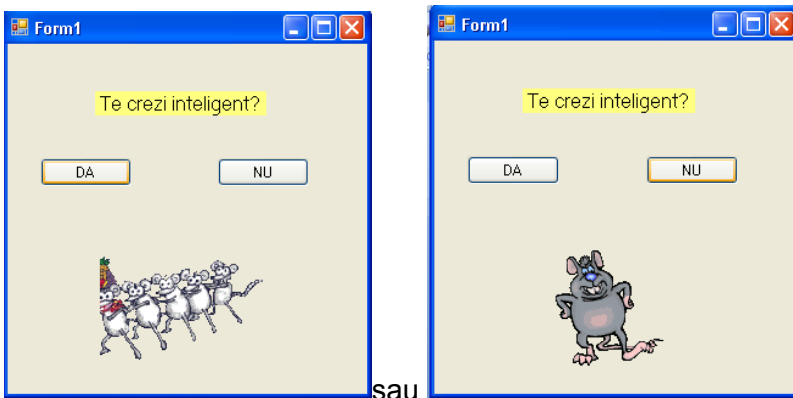 Form1
Te crezi inteligent?
DA NU
sau
Form1
Te crezi inteligent?
DA NU